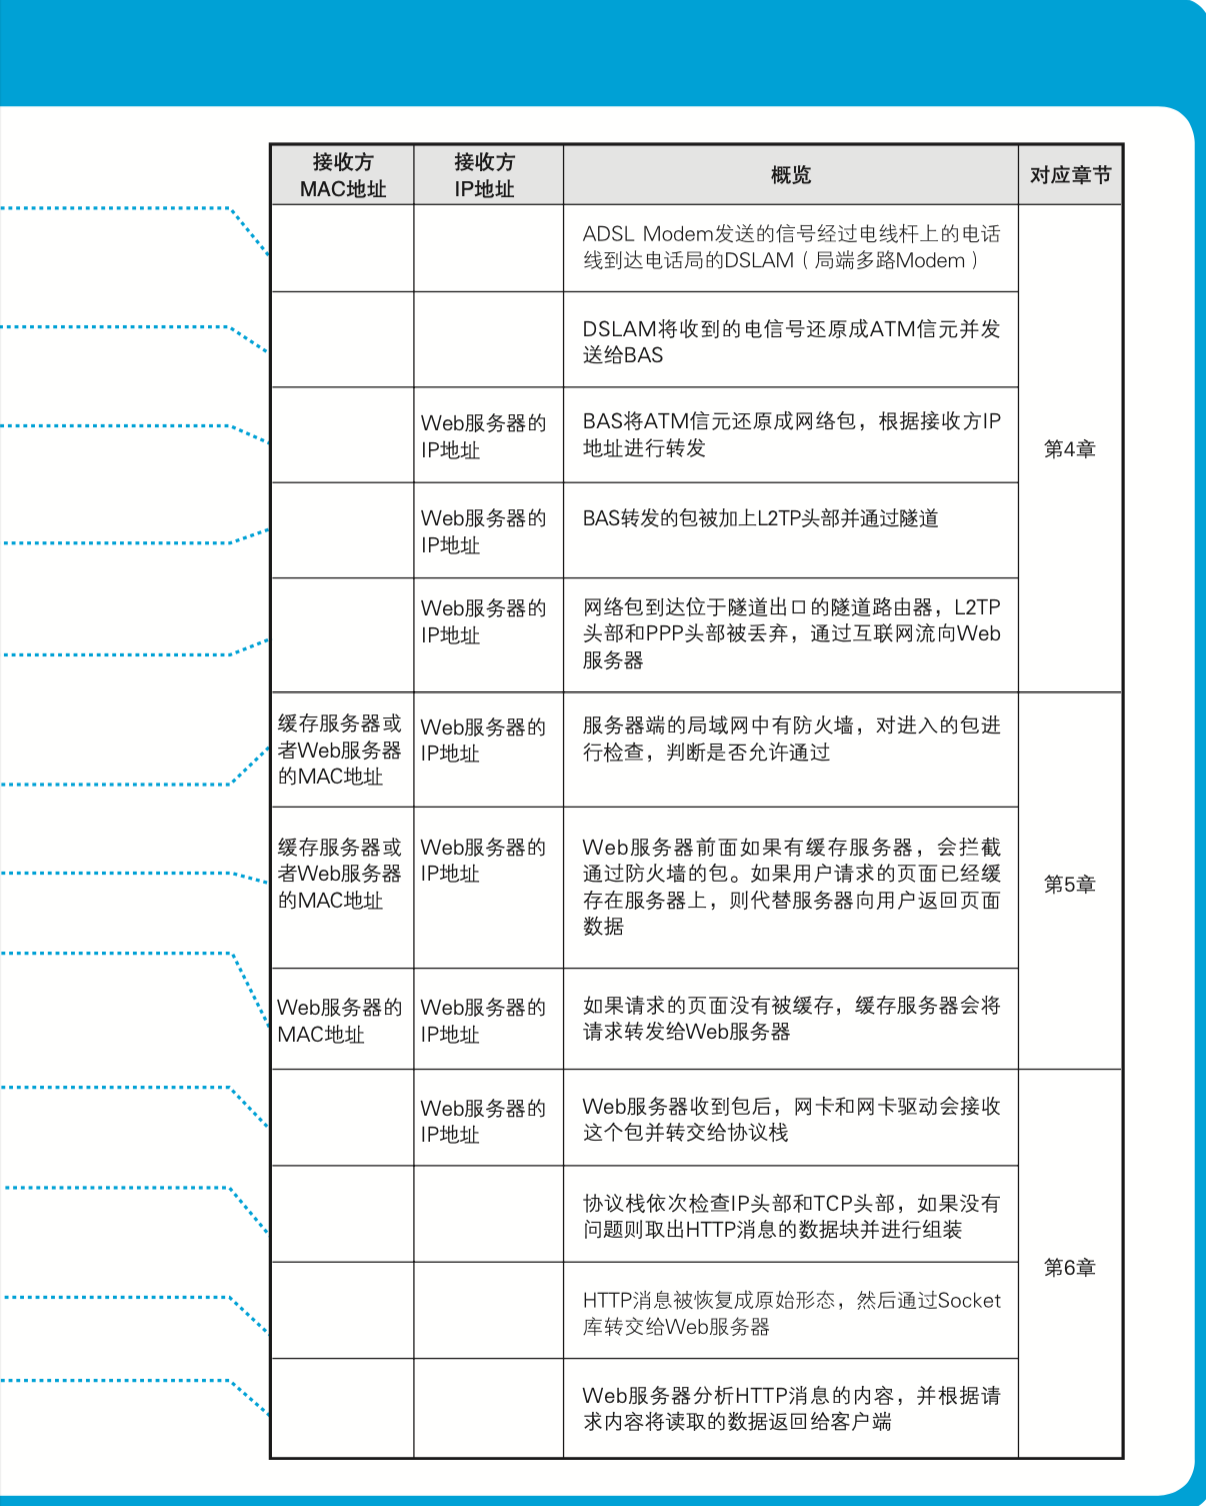 接收方
MAC地址
接收方
IP地址
概览
对应章节
ADSL Modem发送的信号经过电线杆上的电话
线到达电话局的DSLAM（局端多路Modem）
DSLAM将收到的电信号还原成ATM信元并发
送给BAS
Web服务器的
IP地址
BAS将ATM信元还原成网络包，根据接收方IP
地址进行转发
第4章
Web服务器的
IP地址
BAS转发的包被加上L2TP头部并通过隧道
Web服务器的
IP地址
网络包到达位于隧道出口的隧道路由器，L2TP
头部和PPP头部被丢弃，通过互联网流向Web
服务器
缓存服务器或
者Web服务器
的MAC地址
Web服务器的
IP地址
服务器端的局域网中有防火墙，对进入的包进
行检查，判断是否允许通过
缓存服务器或
者Web服务器
的MAC地址
Web服务器的
IP地址
Web服务器前面如果有缓存服务器，会拦截
通过防火墙的包。如果用户请求的页面已经缓
存在服务器上，则代替服务器向用户返回页面
数据
第5章
Web服务器的
MAC地址
Web服务器的
IP地址
如果请求的页面没有被缓存，缓存服务器会将
请求转发给Web服务器
Web服务器的
IP地址
Web服务器收到包后，网卡和网卡驱动会接收
这个包并转交给协议栈
协议栈依次检查IP头部和TCP头部，如果没有
问题则取出HTTP消息的数据块并进行组装
第6章
HTTP消息被恢复成原始形态，然后通过Socket
库转交给Web服务器
Web服务器分析HTTP消息的内容，并根据请
求内容将读取的数据返回给客户端